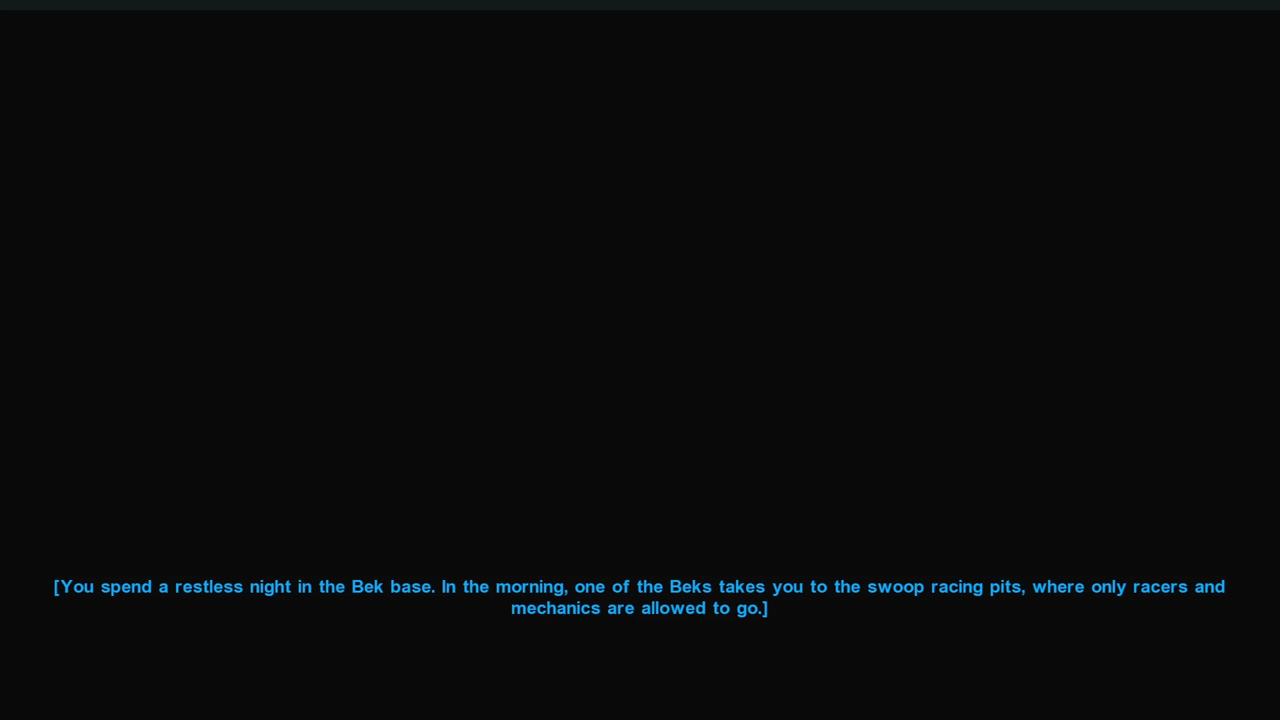 [You spend a restless night in the Bek base. In the morning, one of the Beks takes you to the swoop racing pits, where only racers and
mechanics are allowed to go.]